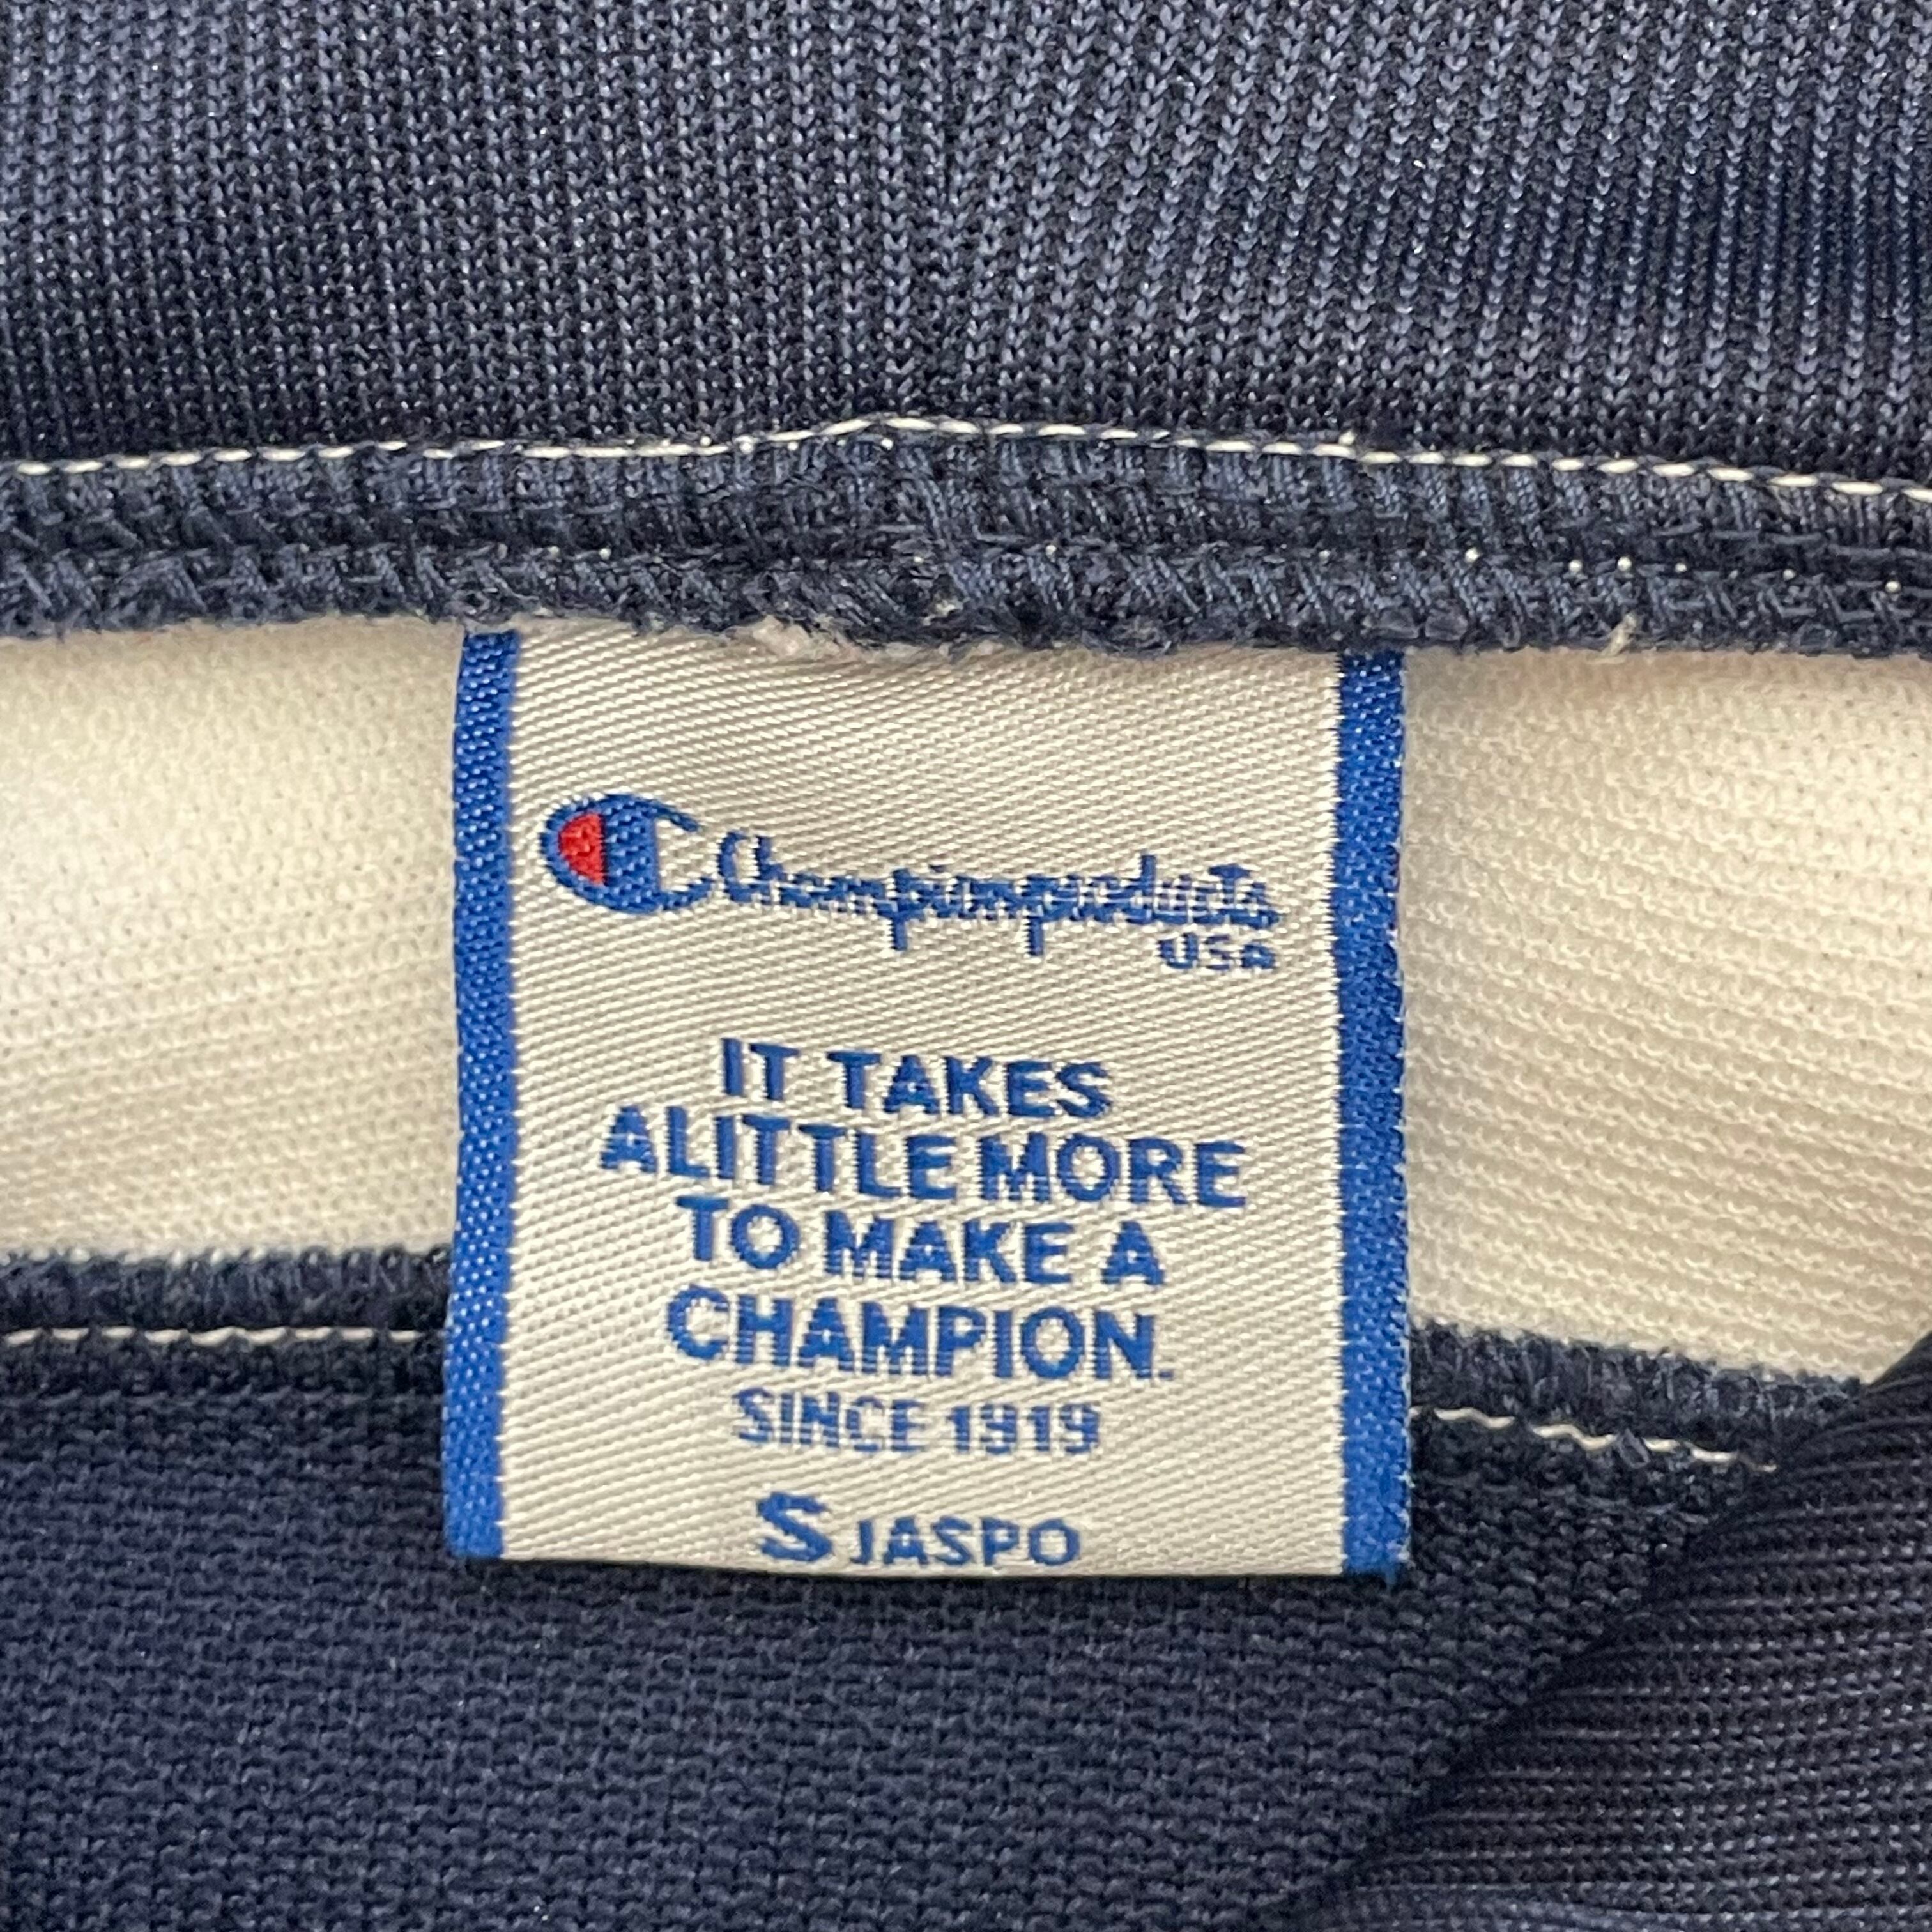 Championproducts
USA
IT TAKES
ALITTLE MORE
TO MAKE A
CHAMPION.
SINCE 1919
S JASPO